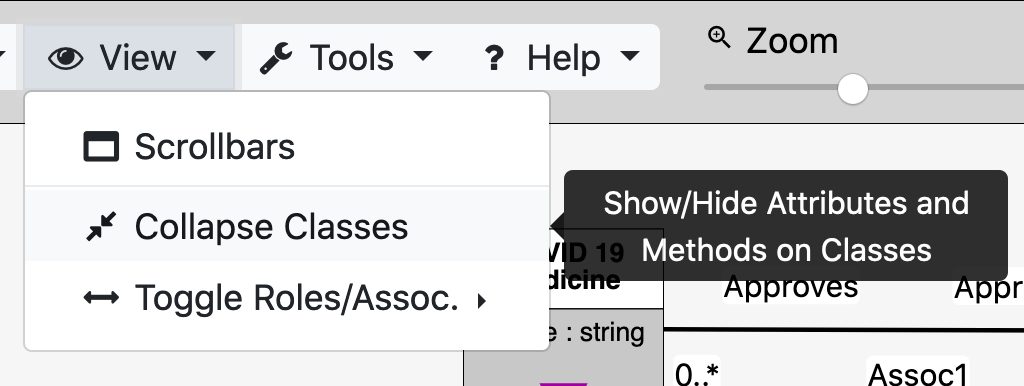 View Tools ? Help Zoom
Scrollbars
Collapse Classes
Toggle Roles/Assoc.
Show/Hide Attributes and
Methods on Classes
VID 19
dicine
e : string
Approves Appr
0..* Assoc1